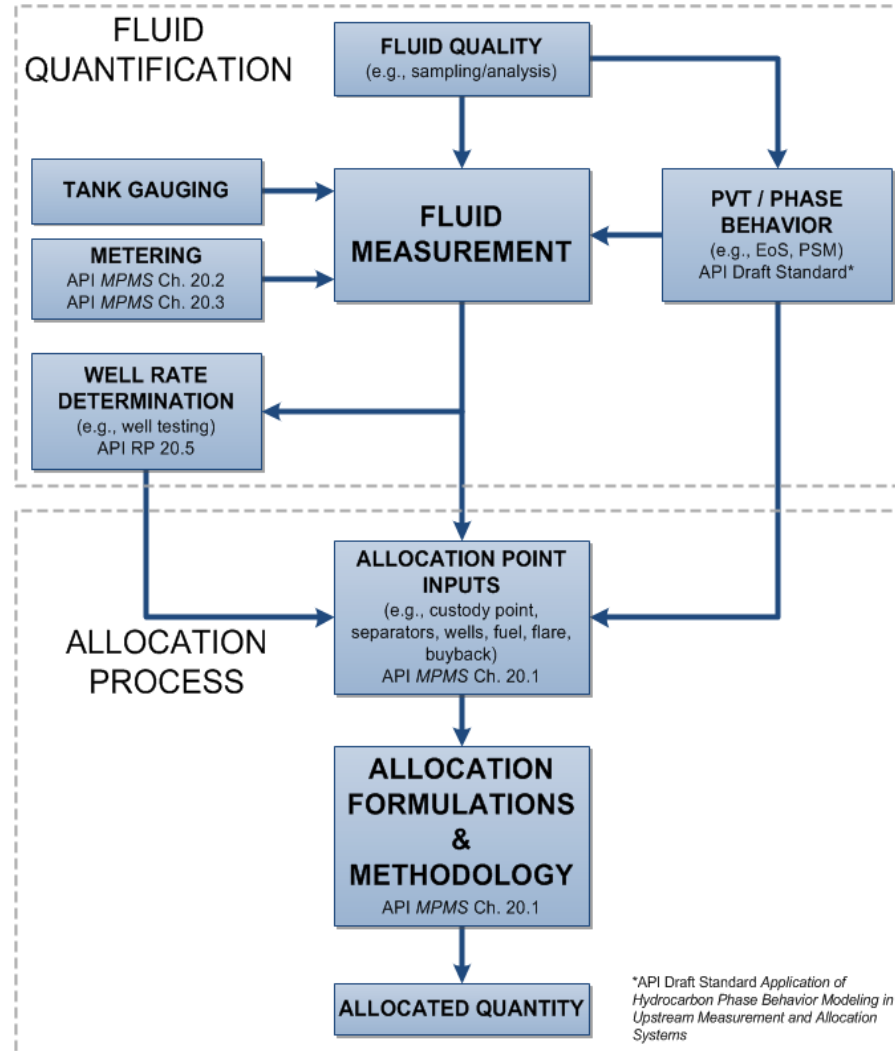 FLUID
QUANTIFICATION
FLUID QUALITY
(e.g., sampling/analysis)
TANK GAUGING
FLUID
MEASUREMENT
PVT / PHASE
BEHAVIOR
(e.g., EoS, PSM)
API Draft Standard*
METERING
API MPMS Ch. 20.2
API MPMS Ch. 20.3
WELL RATE
DETERMINATION
(e.g., well testing)
API RP 20.5
ALLOCATION
PROCESS
ALLOCATION POINT
INPUTS
(e.g., custody point,
separators, wells, fuel, flare,
buyback)
API MPMS Ch. 20.1
ALLOCATION
FORMULATIONS
&
METHODOLOGY
API MPMS Ch. 20.1
ALLOCATED QUANTITY
*API Draft Standard Application of
Hydrocarbon Phase Behavior Modeling in
Upstream Measurement and Allocation
Systems